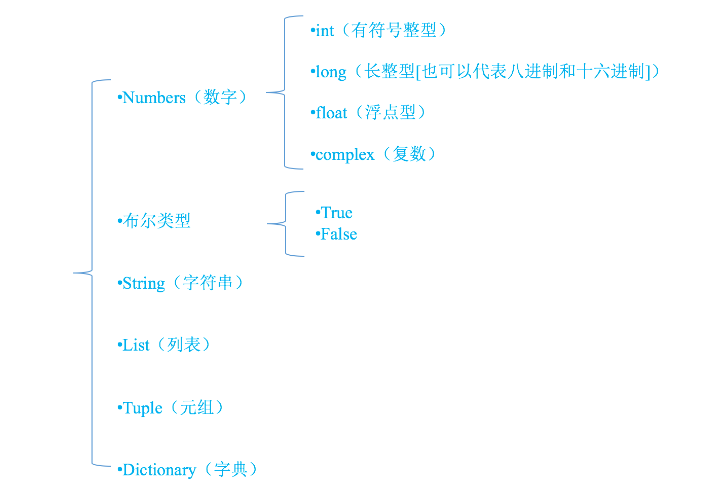 •Numbers（数字）
•int（有符号整型）
•long（长整型[也可以代表八进制和十六进制]）
•float（浮点型）
•complex（复数）
•布尔类型
•True
•False
•String（字符串）
•List（列表）
•Tuple（元组）
•Dictionary（字典）